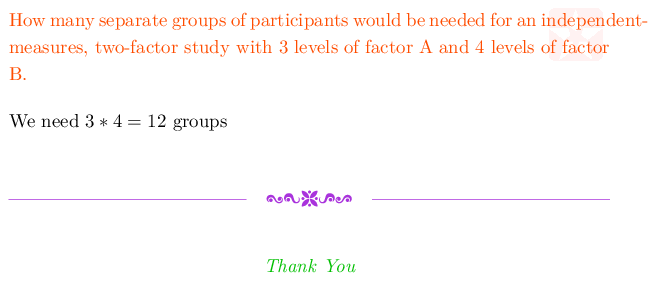 How many separate groups of participants would be needed for an independent-
measures, two-factor study with 3 levels of factor A and 4 levels of factor
B.
We need 3 ∗ 4 = 12 groups
Thank You